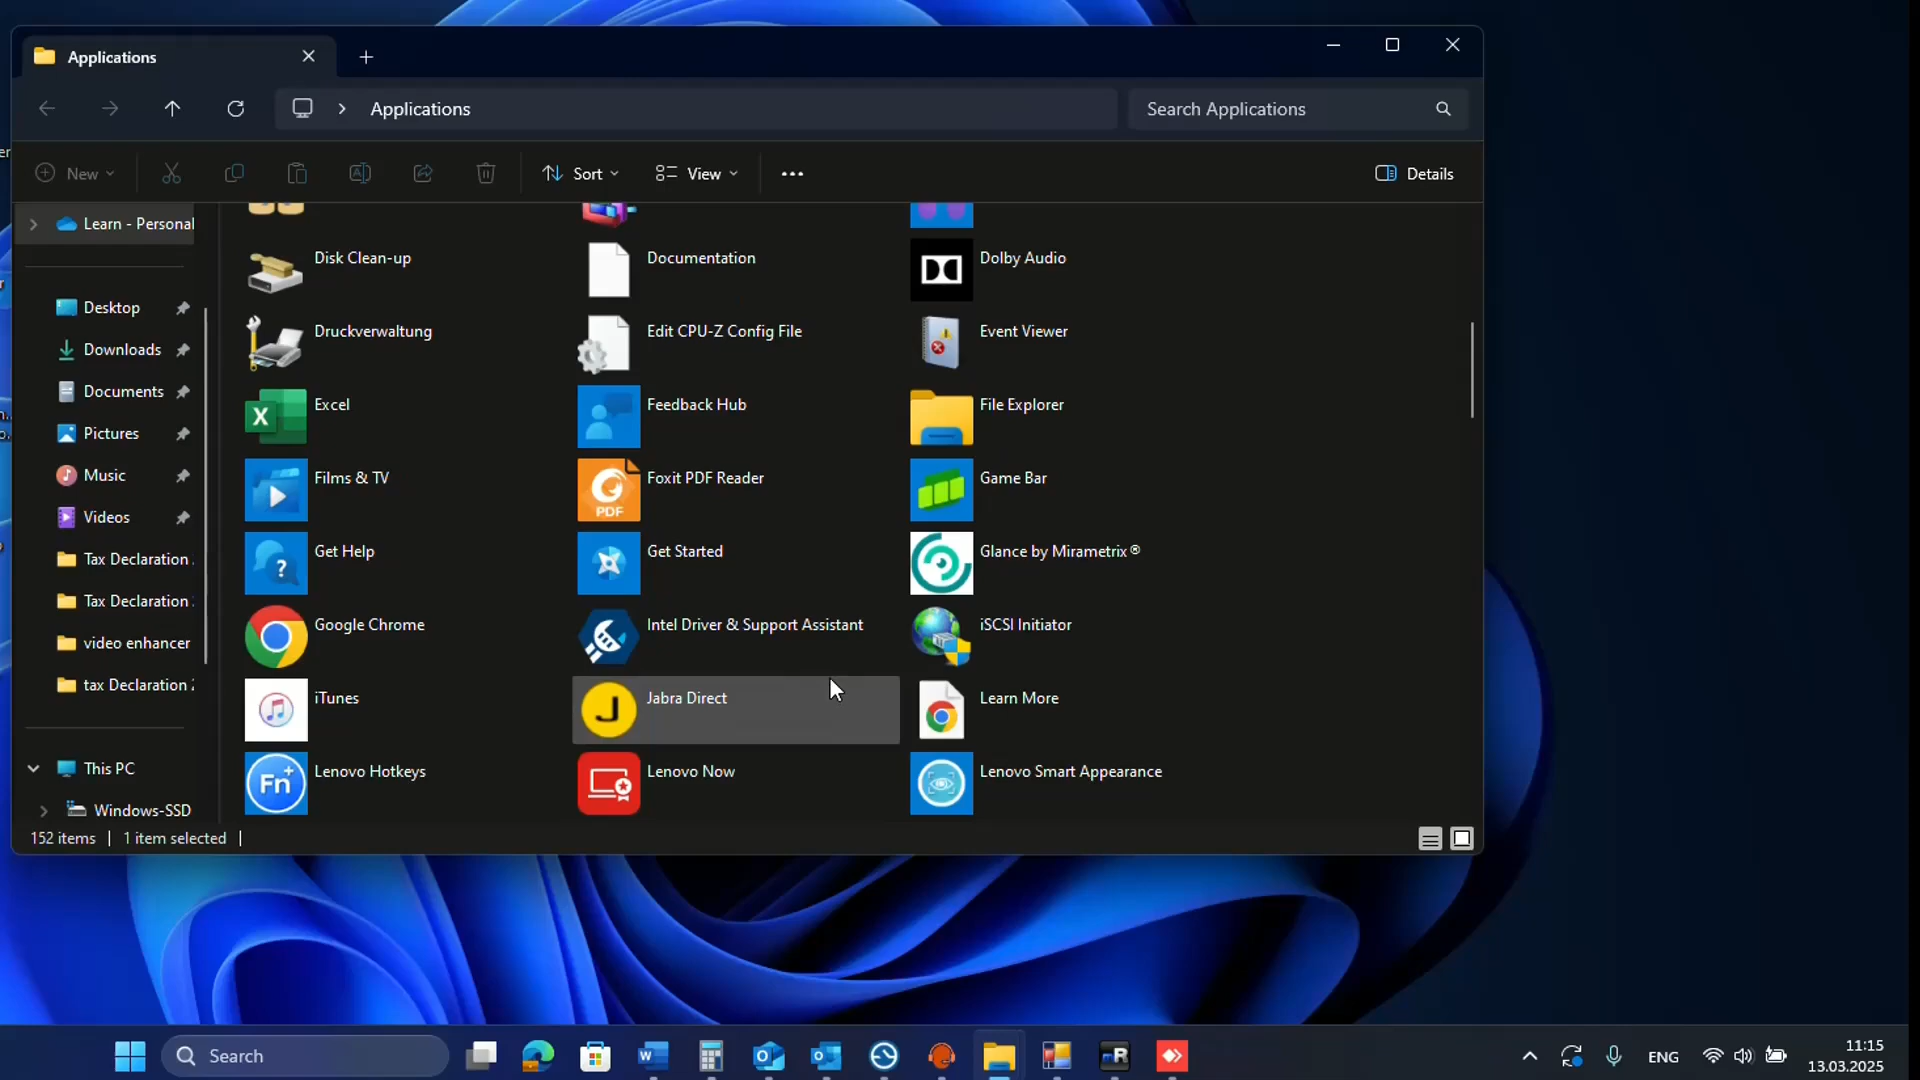 Applications
Applications
Search Applications
New
Sort
View
Details
Learn - Personal
Desktop
Downloads
Documents
Pictures
Music
Videos
Tax Declaration
Tax Declaration
video enhancer
tax Declaration
This PC
Windows-SSD
Disk Clean-up
Documentation
Dolby Audio
Druckverwaltung
Edit CPU-Z Config File
Event Viewer
Excel
Feedback Hub
File Explorer
Films & TV
PDF
Foxit PDF Reader
Game Bar
Get Help
Get Started
Glance by Mirametrix®
Google Chrome
Intel Driver & Support Assistant
iSCSI Initiator
iTunes
J
Jabra Direct
Learn More
Fn+
Lenovo Hotkeys
Lenovo Now
Lenovo Smart Appearance
152 items
1 item selected
Search
ENG
11:15
13.03.2025